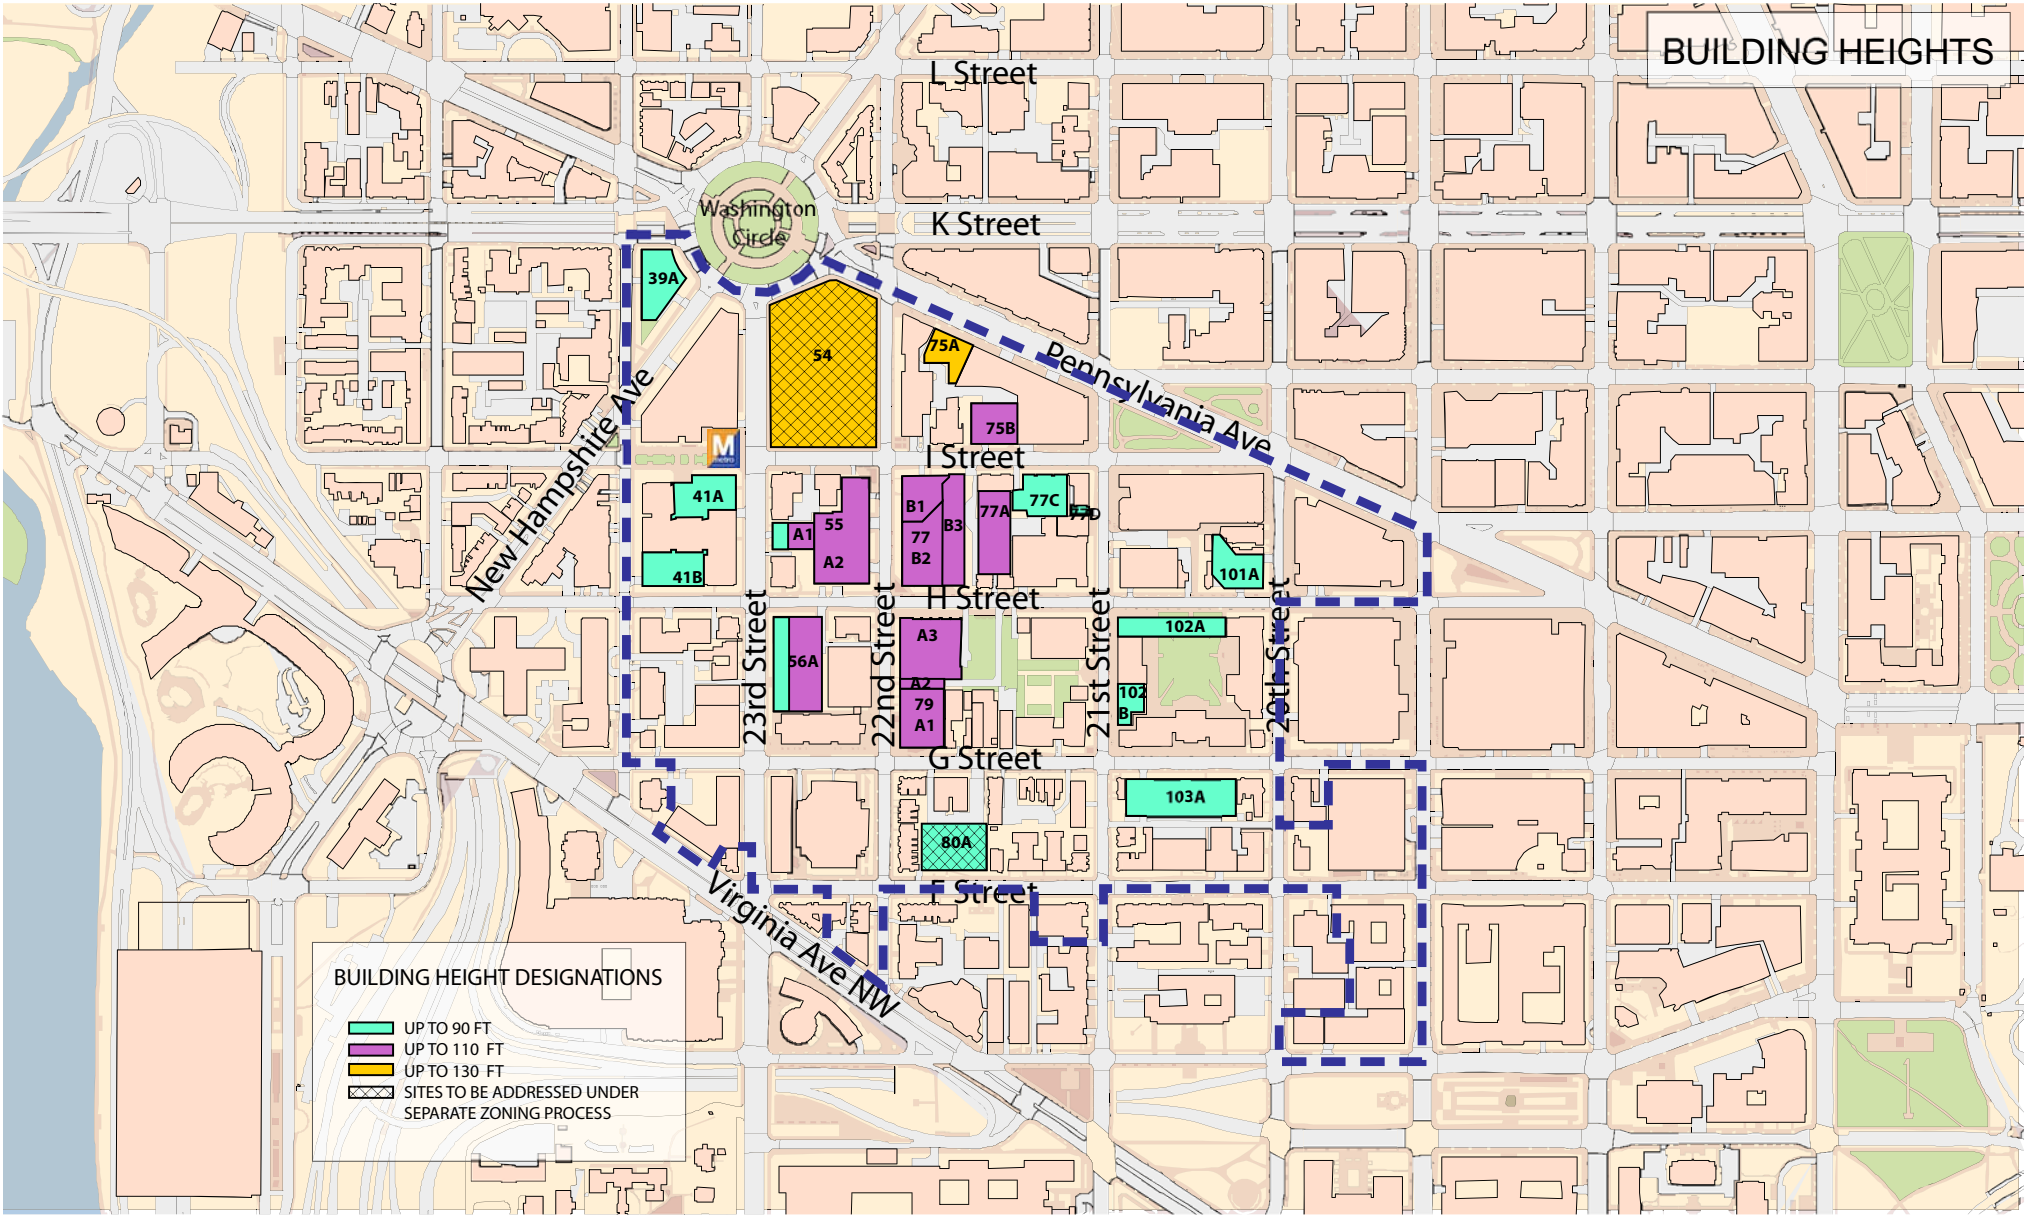 BUILDING HEIGHTS
L Street
Washington
Circle
K Street
39A
54
75A
Pennsylvania Ave
New Hampshire Ave
75B
M
metro
I Street
41A
55
A1
A2
B1
B3
77
B2
77A
77C
77D
41B
101A
H Street
23rd Street
22nd Street
21st Street
20th Street
56A
A3
A2
79
A1
102A
102
B
G Street
103A
80A
F Street
Virginia Ave NW
BUILDING HEIGHT DESIGNATIONS
UP TO 90 FT
UP TO 110 FT
UP TO 130 FT
SITES TO BE ADDRESSED UNDER
SEPARATE ZONING PROCESS